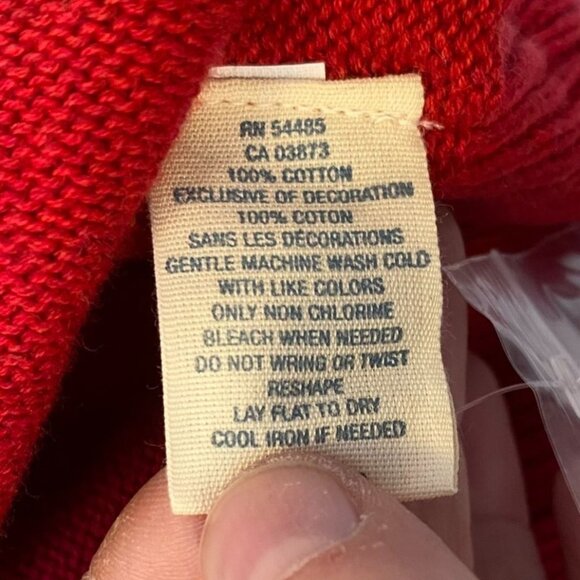 RN 54485
CA 03873
100% COTTON
EXCLUSIVE OF DECORATION
100% COTON
SANS LES DÉCORATIONS
GENTLE MACHINE WASH COLD
WITH LIKE COLORS
ONLY NON CHLORINE
BLEACH WHEN NEEDED
DO NOT WRING OR TWIST
RESHAPE
LAY FLAT TO DRY
COOL IRON IF NEEDED